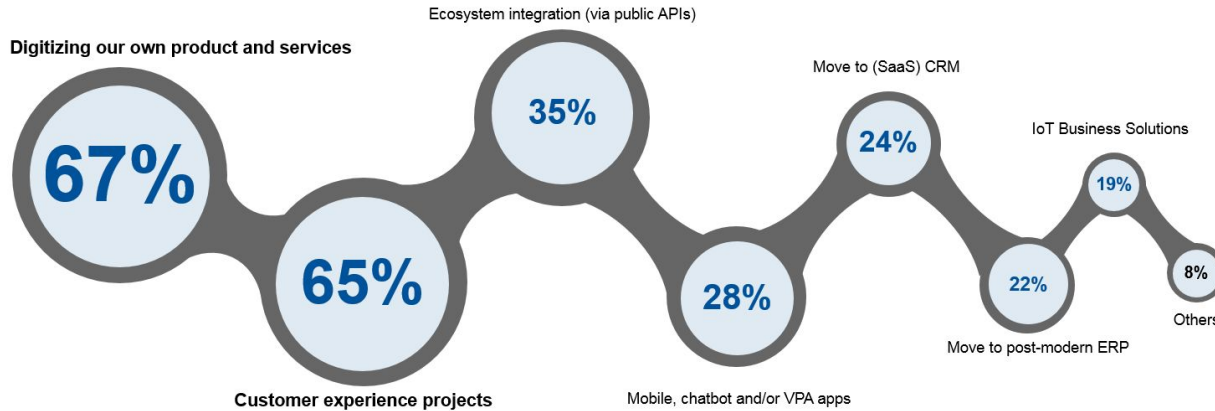 Digitizing our own product and services
67%
65%
Customer experience projects
Ecosystem integration (via public APIs)
35%
28%
Mobile, chatbot and/or VPA apps
Move to (SaaS) CRM
24%
22%
Move to post-modern ERP
IoT Business Solutions
19%
8%
Others